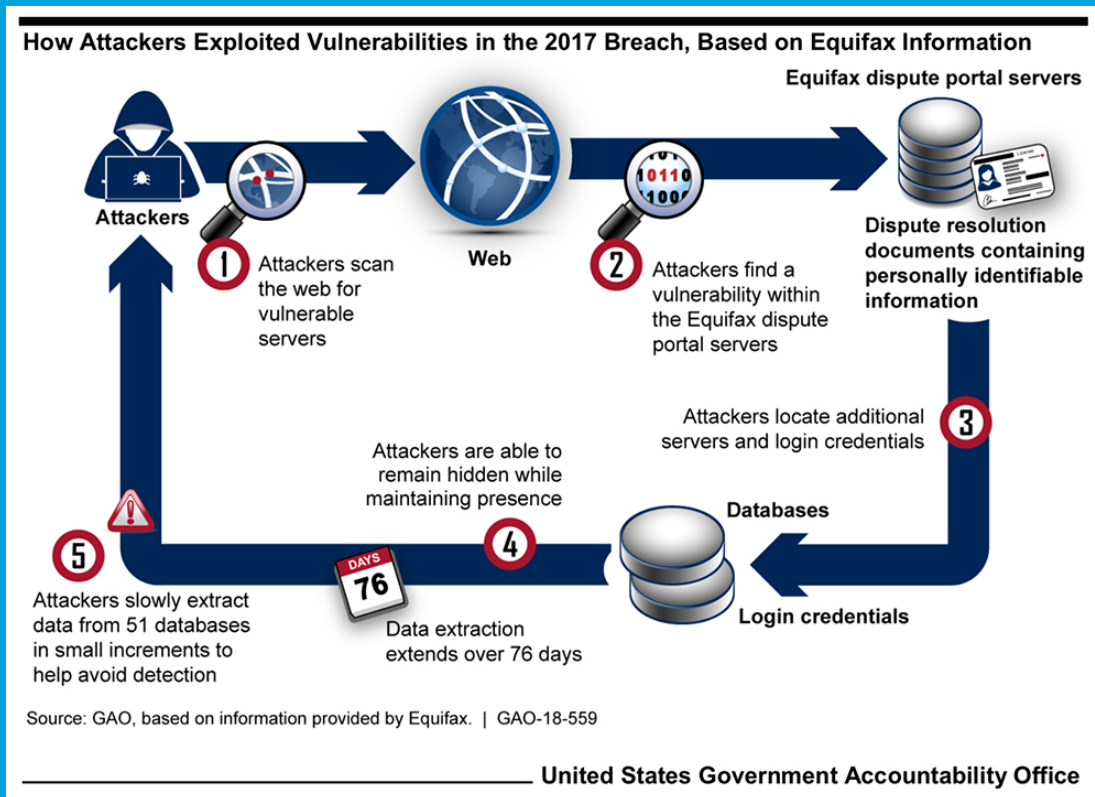 How Attackers Exploited Vulnerabilities in the 2017 Breach, Based on Equifax Information
Equifax dispute portal servers
Attackers
Web
Dispute resolution
documents containing
personally identifiable
information
1
Attackers scan
the web for
vulnerable
servers
2
Attackers find a
vulnerability within
the Equifax dispute
portal servers
10110
Attackers locate additional
servers and login credentials
3
Databases
Login credentials
Attackers are able to
remain hidden while
maintaining presence
4
DAYS
76
Data extraction
extends over 76 days
5
Attackers slowly extract
data from 51 databases
in small increments to
help avoid detection
Source: GAO, based on information provided by Equifax. | GAO-18-559
United States Government Accountability Office